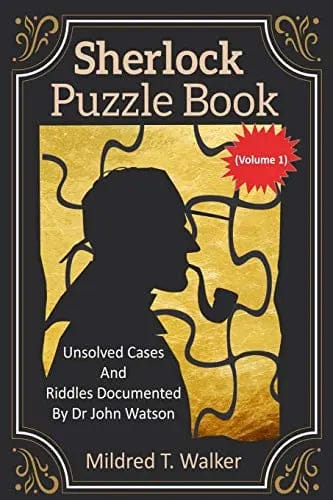 Sherlock
Puzzle Book
(Volume 1)
Unsolved Cases
And
Riddles Documented
By Dr John Watson
Mildred T. Walker